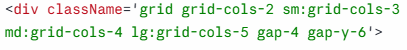 <div className='grid grid-cols-2 sm:grid-cols-3
md:grid-cols-4 lg:grid-cols-5 gap-4 gap-y-6'>